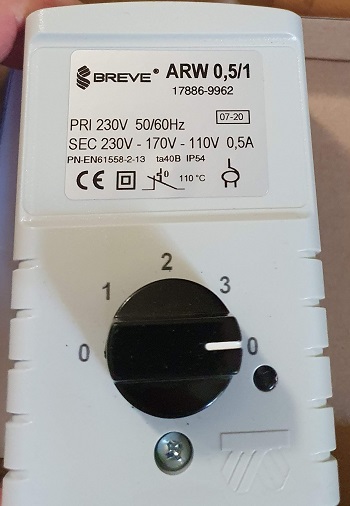 BREVE® ARW 0,5/1
17886-9962
07-20
PRI 230V 50/60Hz
SEC 230V - 170V - 110V 0,5A
PN-EN61558-2-13 ta40B IP54
CE 110 °C
2
1 3
0 0